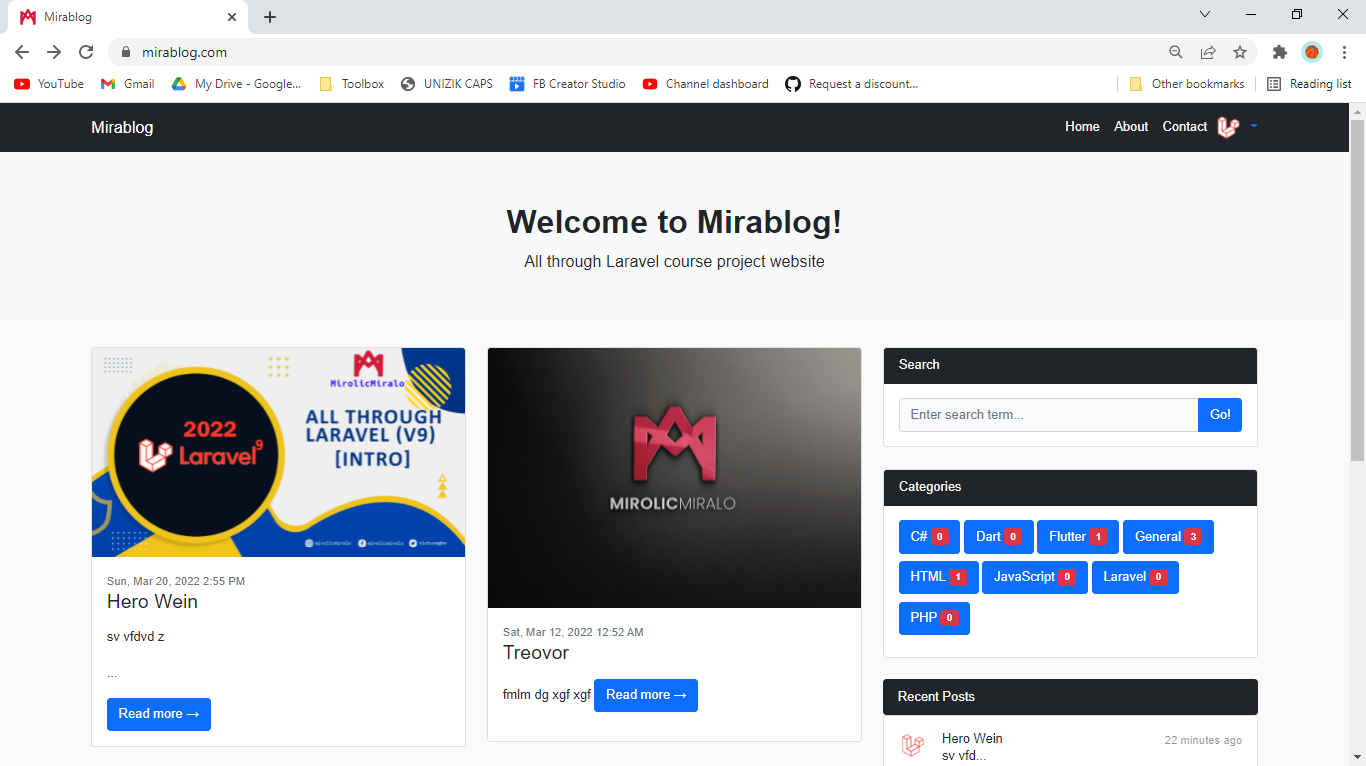 Mirablog
mirablog.com
YouTube
Gmail
My Drive - Google...
Toolbox
UNIZIK CAPS
FB Creator Studio
Channel dashboard
Request a discount...
Other bookmarks
Reading list
Mirablog
Home About Contact
Welcome to Mirablog!
All through Laravel course project website
MirolicMiralo
2022
Laravel9
ALL THROUGH
LARAVEL (V9)
[INTRO]
mirolicmiralo
mirolicmiralo
Sun, Mar 20, 2022 2:55 PM
Hero Wein
sv vfdvd z
...
Read more →
MIROLICMIRALO
Sat, Mar 12, 2022 12:52 AM
Treovor
fmlm dg xgf xgf Read more →
Search
Enter search term... Go!
Categories
C# 0 Dart 0 Flutter 1 General 3
HTML 1 JavaScript 0 Laravel 0
PHP 0
Recent Posts
Hero Wein 22 minutes ago
sv vfd...